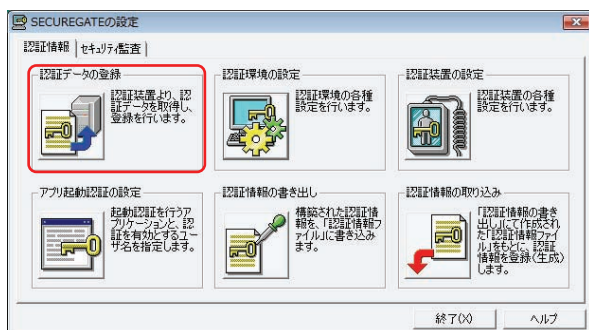 SECUREGATEの設定
認証情報 セキュリティ監査
認証データの登録
認証装置より、認
証データを取得し、
登録を行います。
認証環境の設定
認証環境の各種
設定を行います。
認証装置の設定
認証装置の各種
設定を行います。
アプリ起動認証の設定
起動認証を行うア
プリケーションと、認
証を有効とするユー
ザ名を指定します。
認証情報の書き出し
構築された認証情
報を、「認証情報フ
ァイル」に書き込み
ます。
認証情報の取り込み
「認証情報の書き
出し」にて作成され
た「認証情報ファイ
ル」をもとに、認証
情報を登録(生成)
します。
終了(X) ヘルプ